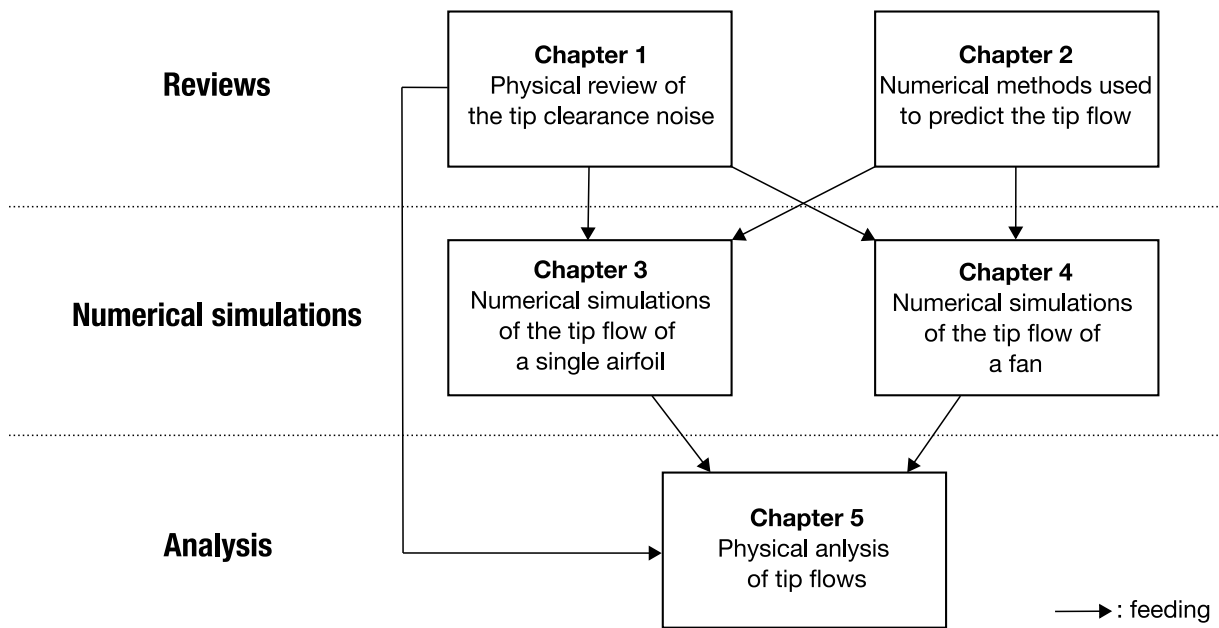 Reviews
Chapter 1
Physical review of
the tip clearance noise
Chapter 2
Numerical methods used
to predict the tip flow
Numerical simulations
Chapter 3
Numerical simulations
of the tip flow of
a single airfoil
Chapter 4
Numerical simulations
of the tip flow of
a fan
Analysis
Chapter 5
Physical anlysis
of tip flows
: feeding